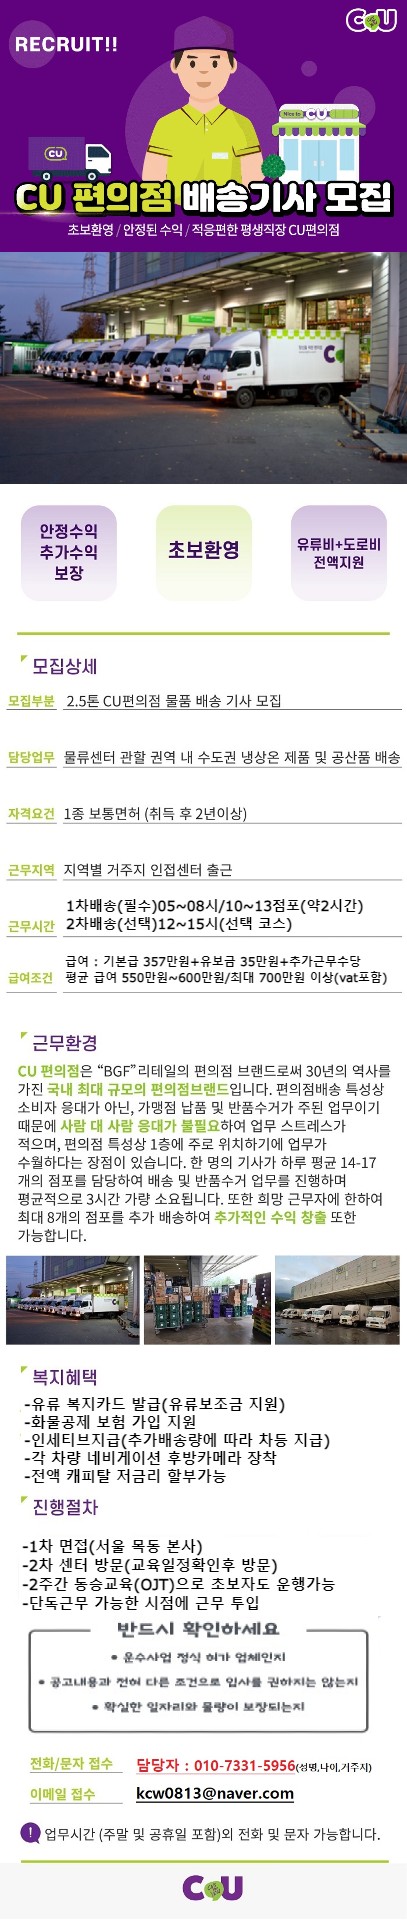 RECRUIT!!
CU
CU
Nice to CU
CU 편의점 배송기사 모집
초보환영 / 안정된 수익 / 적응편한 평생직장 CU편의점
안정수익
추가수익
보장
초보환영
유류비+도로비
전액지원
모집상세
모집부분 2.5톤 CU편의점 물품 배송 기사 모집
담당업무 물류센터 관할 권역 내 수도권 냉상온 제품 및 공산품 배송
자격요건 1종 보통면허 (취득 후 2년이상)
근무지역 지역별 거주지 인접센터 출근
근무시간 1차배송(필수)05~08시/10~13점포(약2시간)
2차배송(선택)12~15시(선택 코스)
급여조건 급여 : 기본급 357만원+유보금 35만원+추가근무수당
평균 급여 550만원~600만원/최대 700만원 이상(vat포함)
근무환경
CU 편의점은 “BGF”리테일의 편의점 브랜드로써 30년의 역사를
가진 국내 최대 규모의 편의점브랜드입니다. 편의점배송 특성상
소비자 응대가 아닌, 가맹점 납품 및 반품수거가 주된 업무이기
때문에 사람 대 사람 응대가 불필요하여 업무 스트레스가
적으며, 편의점 특성상 1층에 주로 위치하기에 업무가
수월하다는 장점이 있습니다. 한 명의 기사가 하루 평균 14-17
개의 점포를 담당하여 배송 및 반품수거 업무를 진행하며
평균적으로 3시간 가량 소요됩니다. 또한 희망 근무자에 한하여
최대 8개의 점포를 추가 배송하여 추가적인 수익 창출 또한
가능합니다.
복지혜택
-유류 복지카드 발급(유류보조금 지원)
-화물공제 보험 가입 지원
-인세티브지급(추가배송량에 따라 차등 지급)
-각 차량 네비게이션 후방카메라 장착
-전액 캐피탈 저금리 할부가능
진행절차
-1차 면접(서울 목동 본사)
-2차 센터 방문(교육일정확인후 방문)
-2주간 동승교육(OJT)으로 초보자도 운행가능
-단독근무 가능한 시점에 근무 투입
반드시 확인하세요
• 운수사업 정식 허가 업체인지
• 공고내용과 전혀 다른 조건으로 입사를 권하지는 않는지
• 확실한 일자리와 물량이 보장되는지
전화/문자 접수 담당자 : 010-7331-5956(성명,나이,거주지)
이메일 접수 kcw0813@naver.com
! 업무시간 (주말 및 공휴일 포함)외 전화 및 문자 가능합니다.
CU